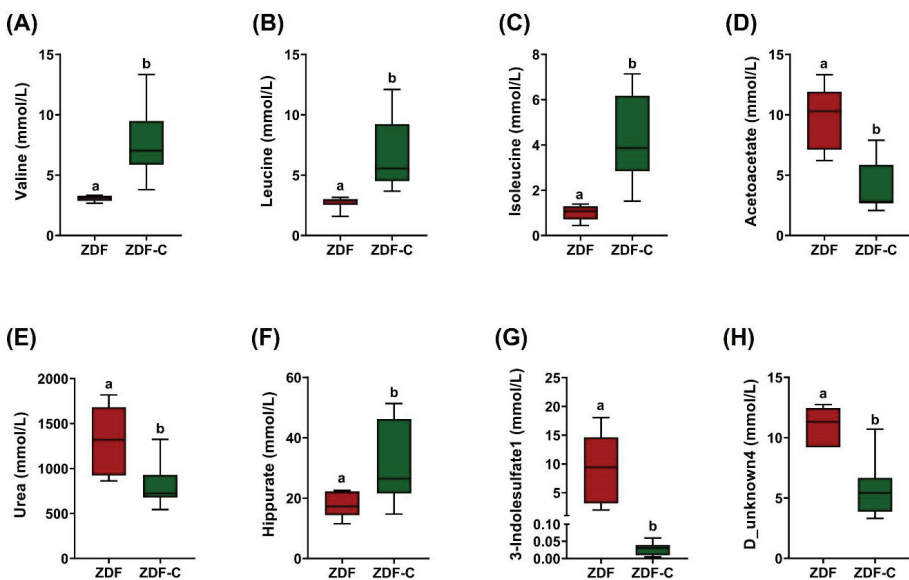 (A)
Valine (mmol/L)
15
10
5
0
a
b
ZDF
ZDF-C
(B)
Leucine (mmol/L)
15
10
5
0
a
b
ZDF
ZDF-C
(C)
Isoleucine (mmol/L)
8
6
4
2
0
a
b
ZDF
ZDF-C
(D)
Acetoacetate (mmol/L)
15
10
5
0
a
b
ZDF
ZDF-C
(E)
Urea (mmol/L)
2000
1500
1000
500
0
a
b
ZDF
ZDF-C
(F)
Hippurate (mmol/L)
60
40
20
0
a
b
ZDF
ZDF-C
(G)
3-Indolesulfate1 (mmol/L)
25
20
15
10
5
0.10
0.05
0.00
a
b
ZDF
ZDF-C
(H)
D_unknown4 (mmol/L)
15
10
5
0
a
b
ZDF
ZDF-C